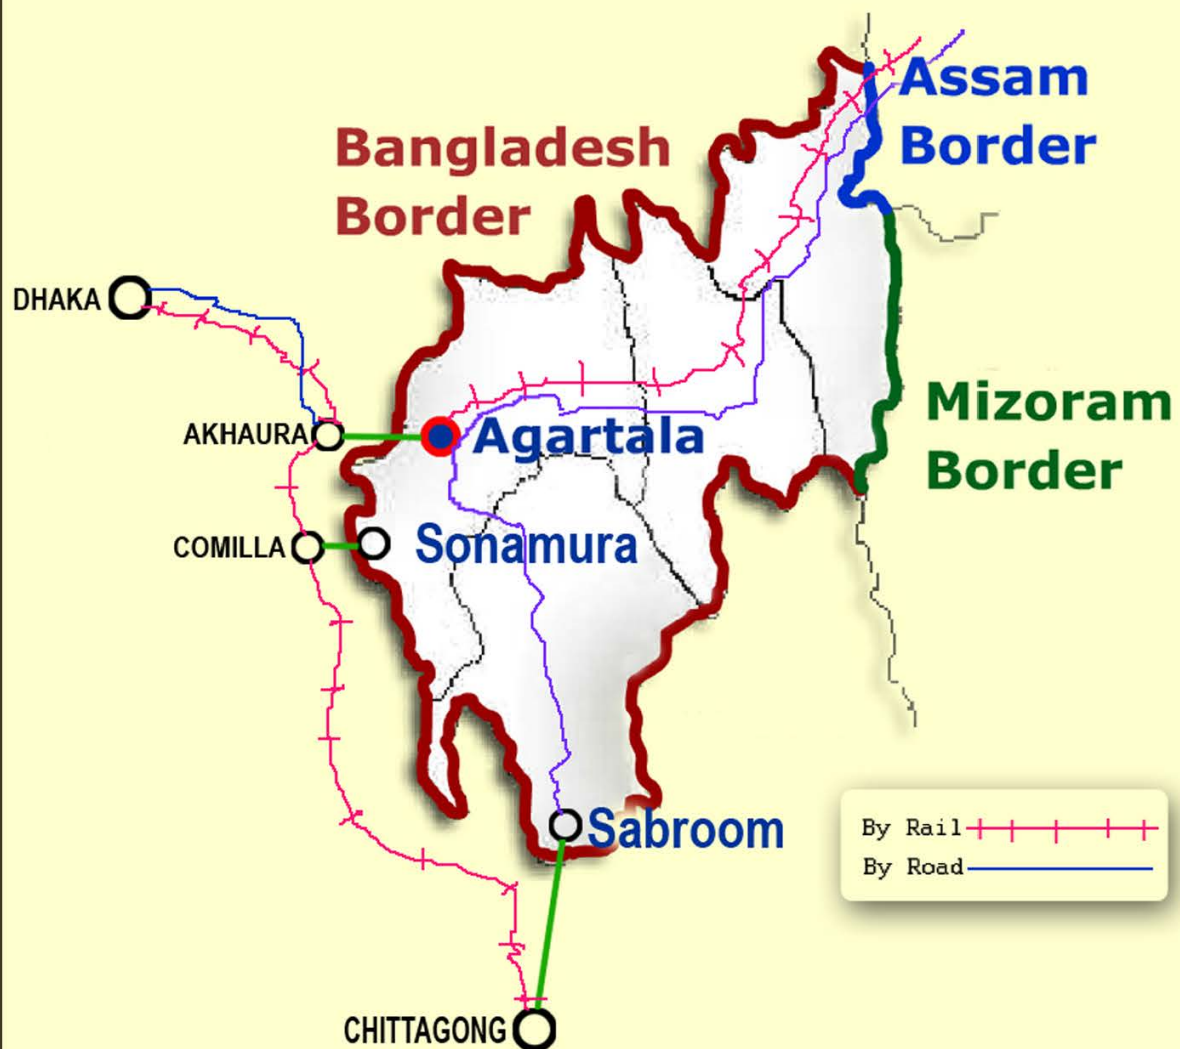 Assam
Border
Bangladesh
Border
DHAKA
Mizoram
Border
AKHAURA
Agartala
COMILLA
Sonamura
Sabroom
By Rail
By Road
CHITTAGONG